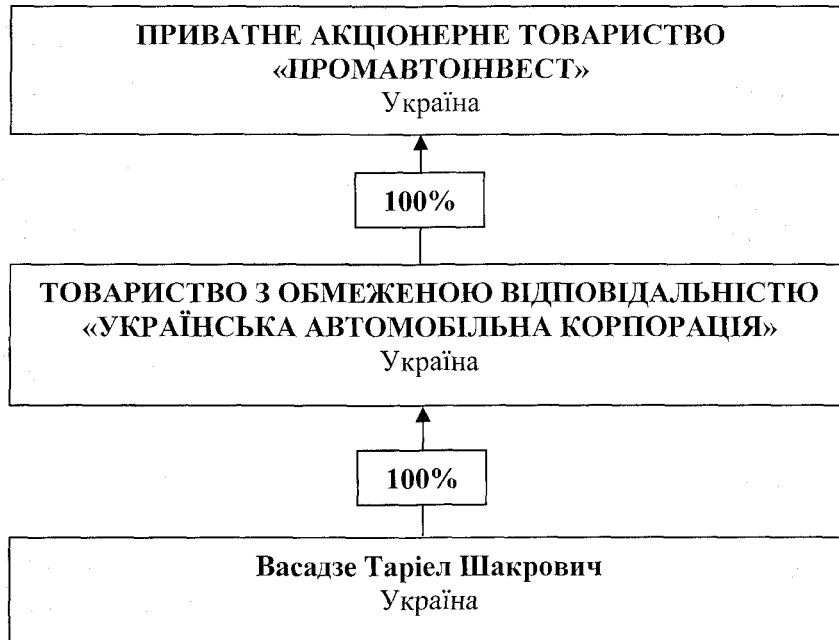 ПРИВАТНЕ АКЦІОНЕРНЕ ТОВАРИСТВО
«ПРОМАВТОІНВЕСТ»
Україна
100%
ТОВАРИСТВО З ОБМЕЖЕНОЮ ВІДПОВІДАЛЬНІСТЮ
«УКРАЇНСЬКА АВТОМОБІЛЬНА КОРПОРАЦІЯ»
Україна
100%
Васадзе Таріел Шакрович
Україна